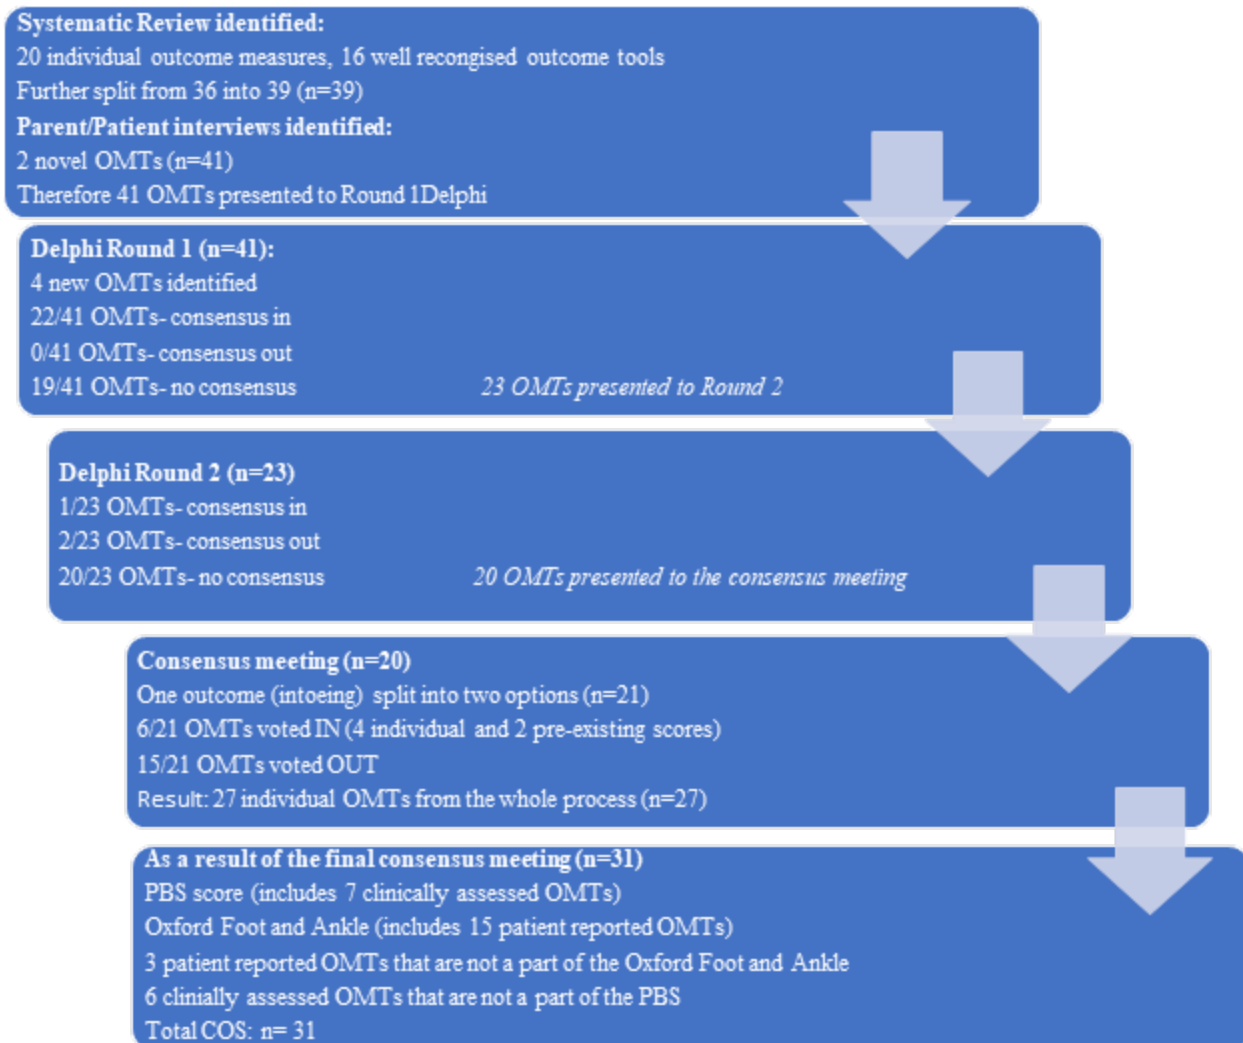 Systematic Review identified:
20 individual outcome measures, 16 well recongised outcome tools
Further split from 36 into 39 (n=39)
Parent/Patient interviews identified:
2 novel OMTs (n=41)
Therefore 41 OMTs presented to Round 1Delphi
Delphi Round 1 (n=41):
4 new OMTs identified
22/41 OMTs- consensus in
0/41 OMTs- consensus out
19/41 OMTs- no consensus 23 OMTs presented to Round 2
Delphi Round 2 (n=23)
1/23 OMTs- consensus in
2/23 OMTs- consensus out
20/23 OMTs- no consensus 20 OMTs presented to the consensus meeting
Consensus meeting (n=20)
One outcome (intoeing) split into two options (n=21)
6/21 OMTs voted IN (4 individual and 2 pre-existing scores)
15/21 OMTs voted OUT
Result: 27 individual OMTs from the whole process (n=27)
As a result of the final consensus meeting (n=31)
PBS score (includes 7 clinically assessed OMTs)
Oxford Foot and Ankle (includes 15 patient reported OMTs)
3 patient reported OMTs that are not a part of the Oxford Foot and Ankle
6 clinially assessed OMTs that are not a part of the PBS
Total COS: n= 31